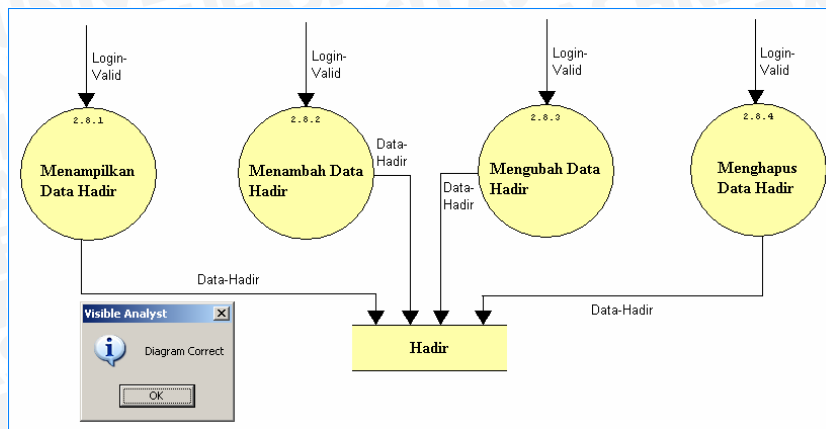 Login-
Valid
Login-
Valid
Login-
Valid
Login-
Valid
2.8.1
Menampilkan
Data Hadir
2.8.2
Menambah Data
Hadir
Data-
Hadir
2.8.3
Mengubah Data
Hadir
Data-
Hadir
2.8.4
Menghapus
Data Hadir
Data-Hadir
Data-Hadir
Hadir
Visible Analyst
Diagram Correct
OK